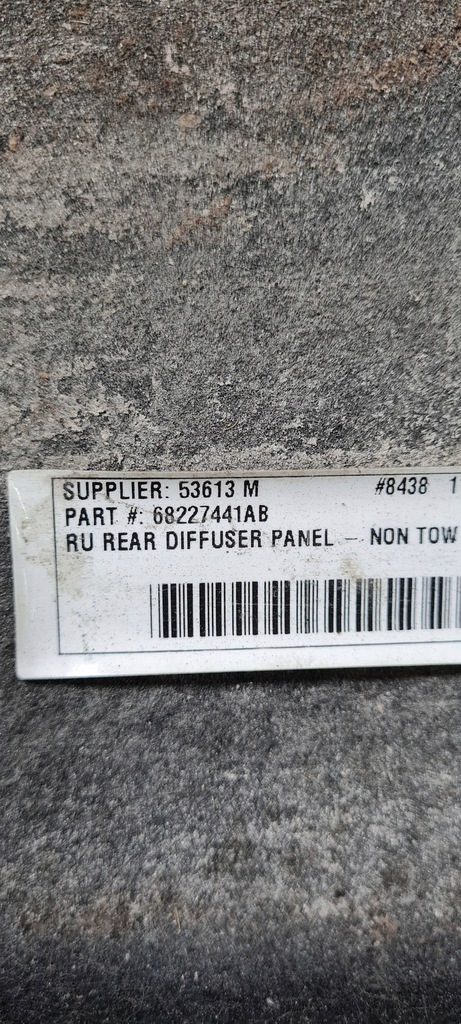 SUPPLIER: 53613 M #8438 1
PART #: 68227441AB
RU REAR DIFFUSER PANEL – NON TOW